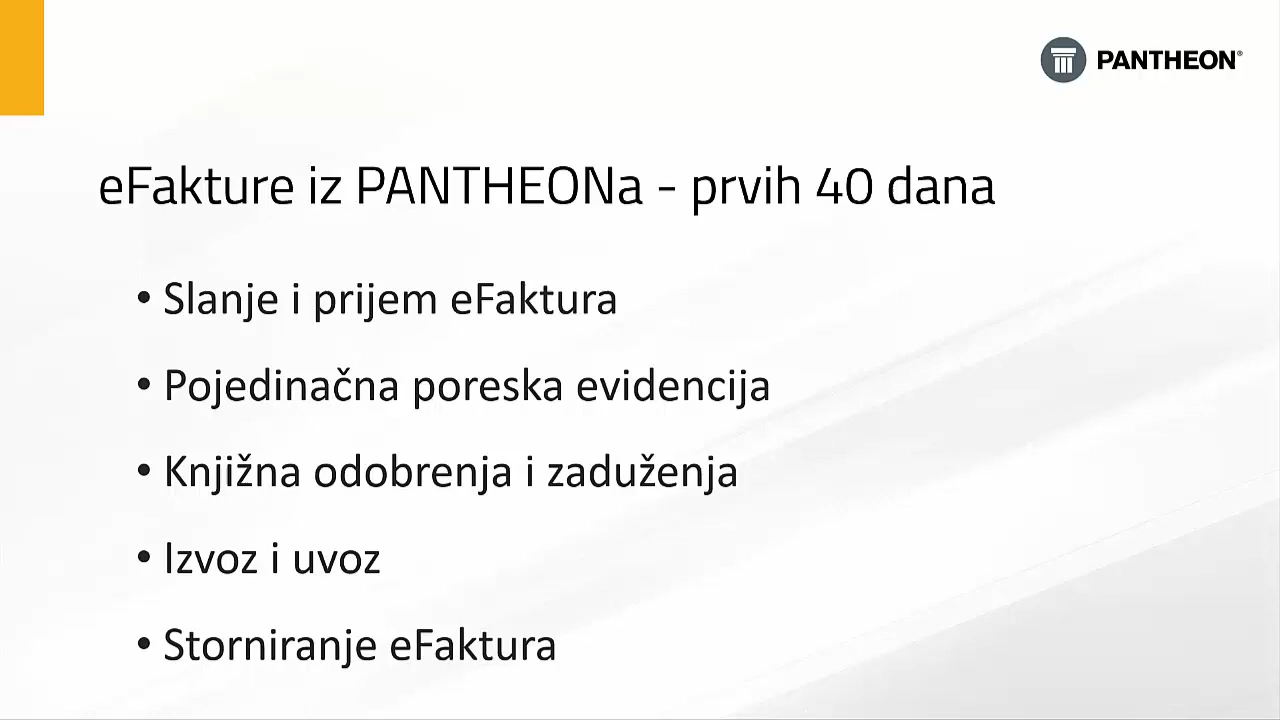 PANTHEON®
eFakture iz PANTHEONa - prvih 40 dana
• Slanje i prijem eFaktura
• Pojedinačna poreska evidencija
• Knjižna odobrenja i zaduženja
• Izvoz i uvoz
• Storniranje eFaktura